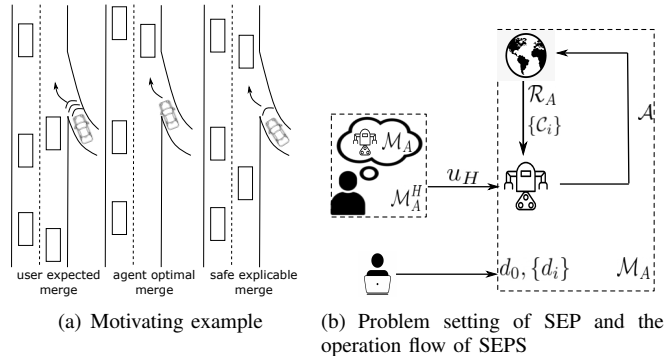 user expected
merge
agent optimal
merge
safe explicable
merge
(a) Motivating example
M_A
M_A^H
u_H
R_A
{C_i}
A
d_0, {d_i}
M_A
(b) Problem setting of SEP and the
operation flow of SEPS